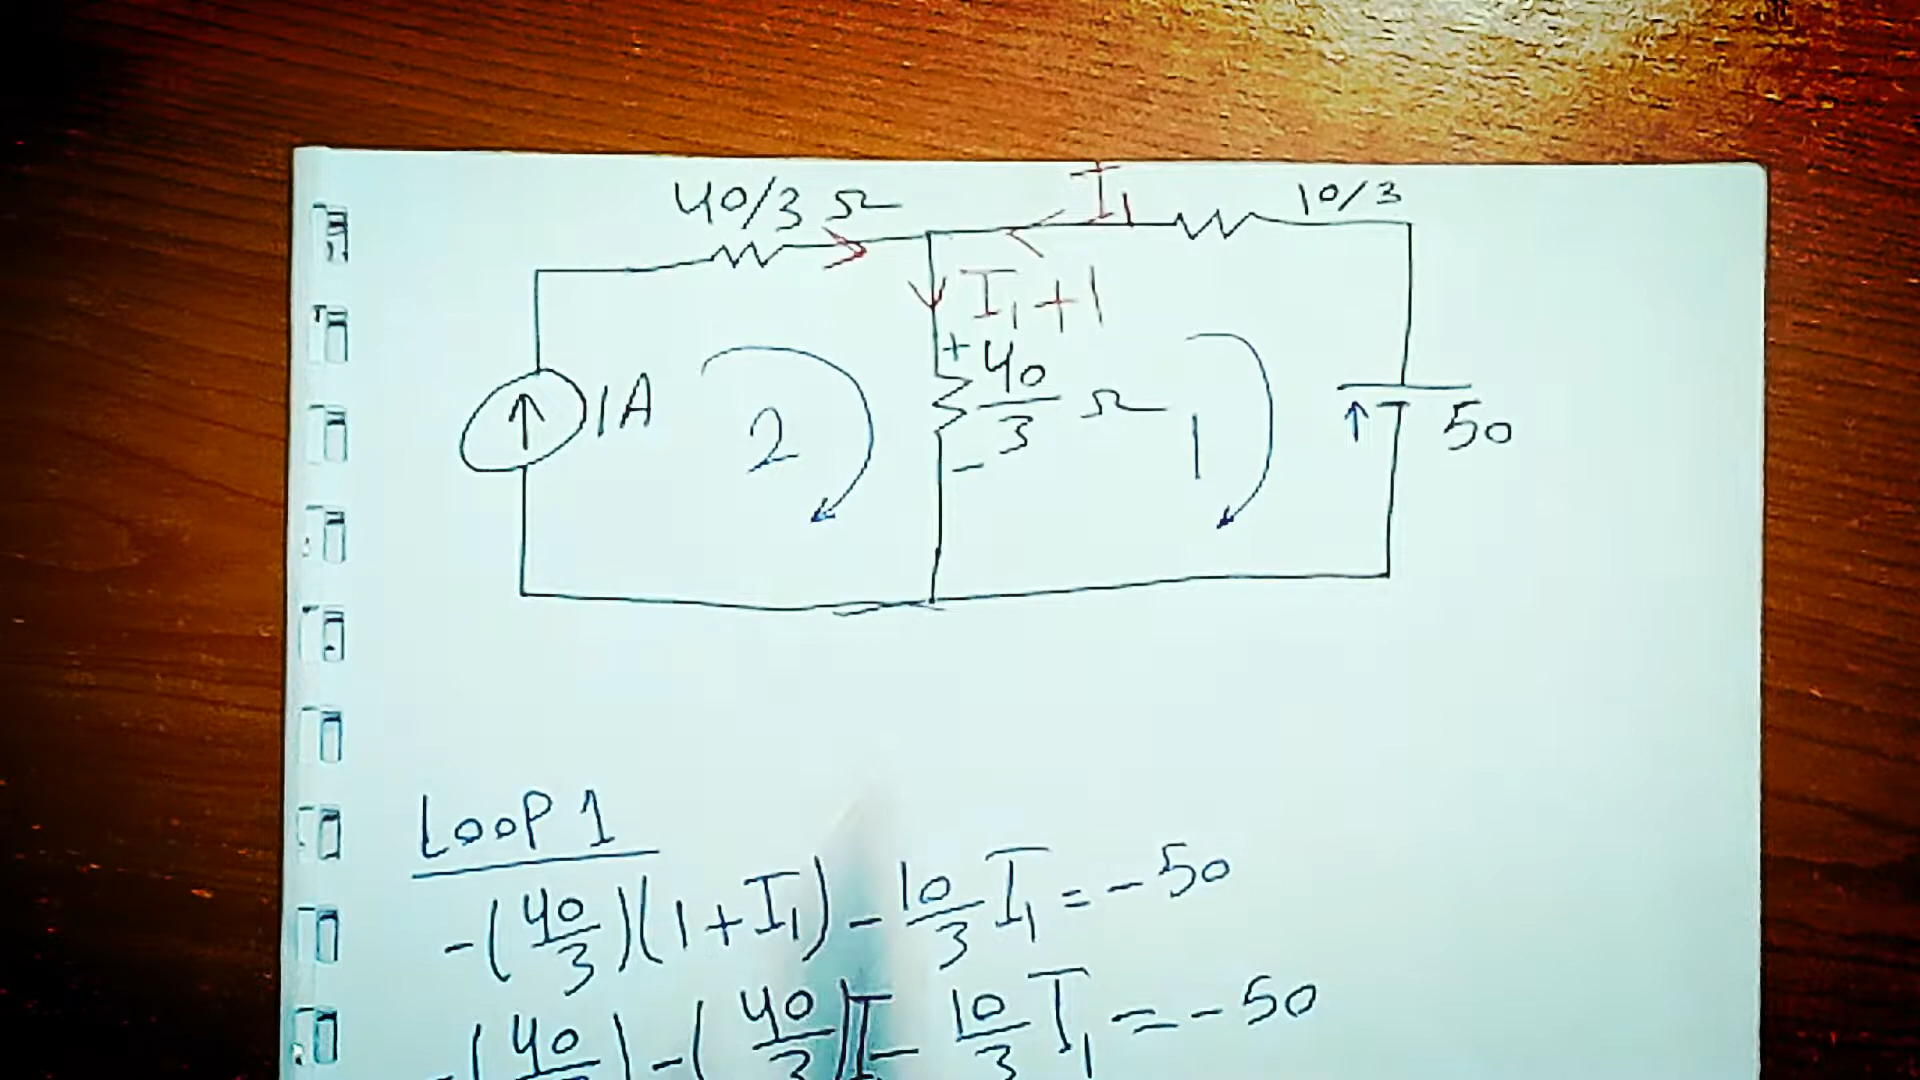 40/3 Ω
I₁
10/3
I₁+1
+
40/3 Ω
-
1A
2
1
50
Loop 1
-(40/3)(1+I₁)-10/3 I₁=-50
-(40/3)-(40/3)I-10/3 I₁=-50